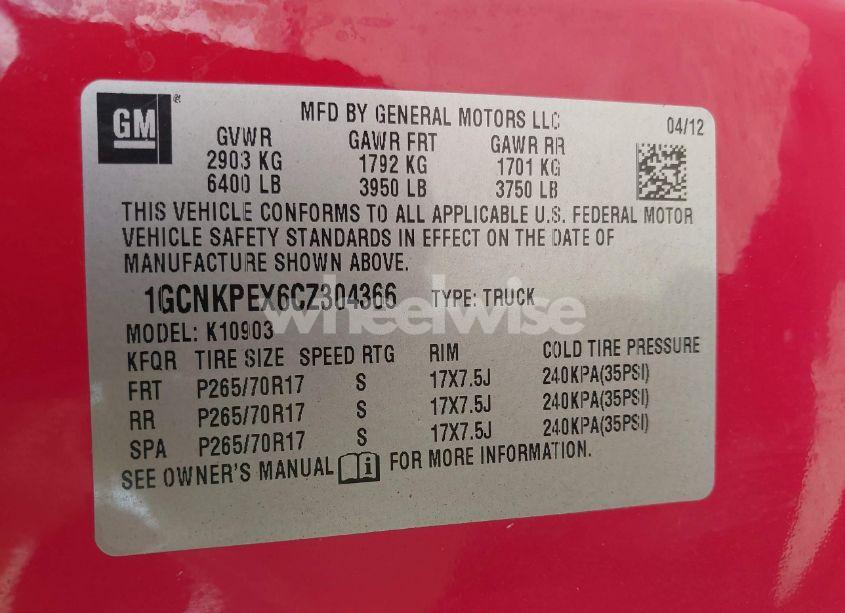 GM ®
MFD BY GENERAL MOTORS LLC 04/12
GVWR GAWR FRT GAWR RR
2903 KG 1792 KG 1701 KG
6400 LB 3950 LB 3750 LB
THIS VEHICLE CONFORMS TO ALL APPLICABLE U.S. FEDERAL MOTOR
VEHICLE SAFETY STANDARDS IN EFFECT ON THE DATE OF
MANUFACTURE SHOWN ABOVE.
1GCNKPEX6CZ304366 TYPE: TRUCK
wheelwise
MODEL: K10903
KFQR TIRE SIZE SPEED RTG RIM COLD TIRE PRESSURE
FRT P265/70R17 S 17X7.5J 240KPA(35PSI)
RR P265/70R17 S 17X7.5J 240KPA(35PSI)
SPA P265/70R17 S 17X7.5J 240KPA(35PSI)
SEE OWNER'S MANUAL i FOR MORE INFORMATION.